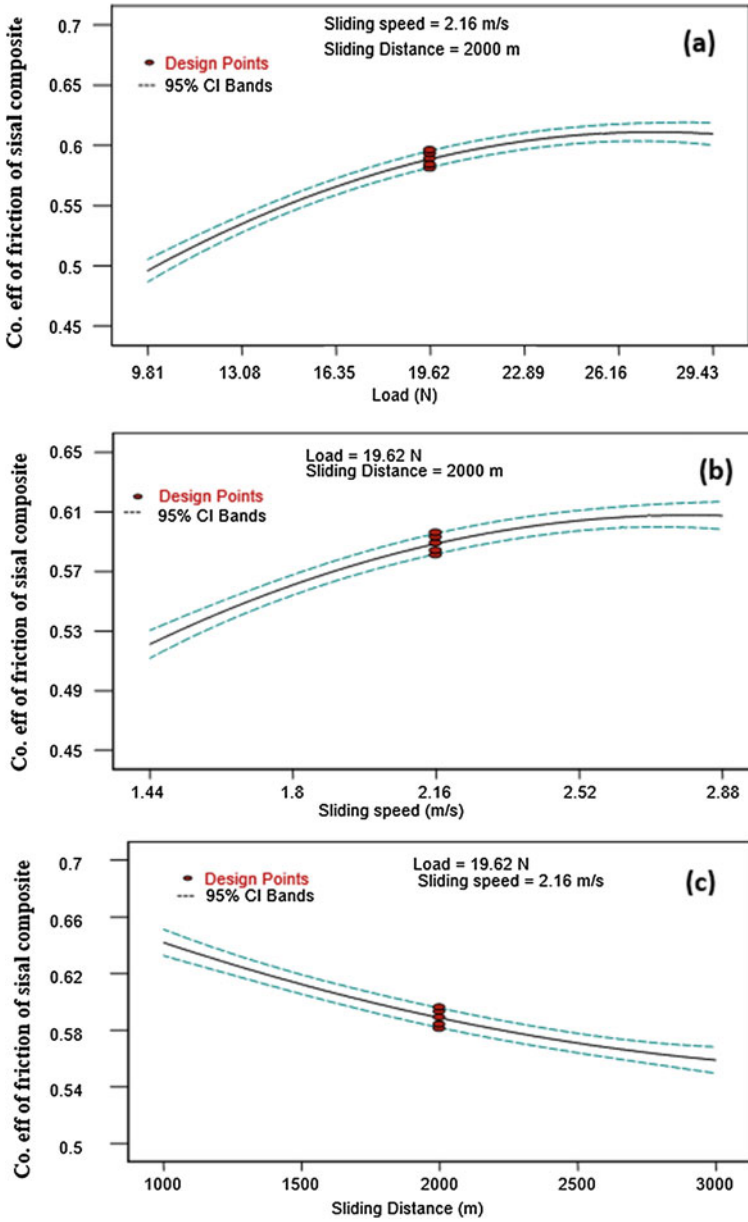 0.7
Sliding speed = 2.16 m/s
(a)
Sliding Distance = 2000 m
Design Points
95% CI Bands
0.65
0.6
0.55
0.5
0.45
Co. eff of friction of sisal composite
9.81 13.08 16.35 19.62 22.89 26.16 29.43
Load (N)
0.65
Load = 19.62 N
(b)
Sliding Distance = 2000 m
Design Points
95% CI Bands
0.61
0.57
0.53
0.49
0.45
Co. eff of friction of sisal composite
1.44 1.8 2.16 2.52 2.88
Sliding speed (m/s)
0.7
Load = 19.62 N
(c)
Sliding speed = 2.16 m/s
Design Points
95% CI Bands
0.66
0.62
0.58
0.54
0.5
Co. eff of friction of sisal composite
1000 1500 2000 2500 3000
Sliding Distance (m)